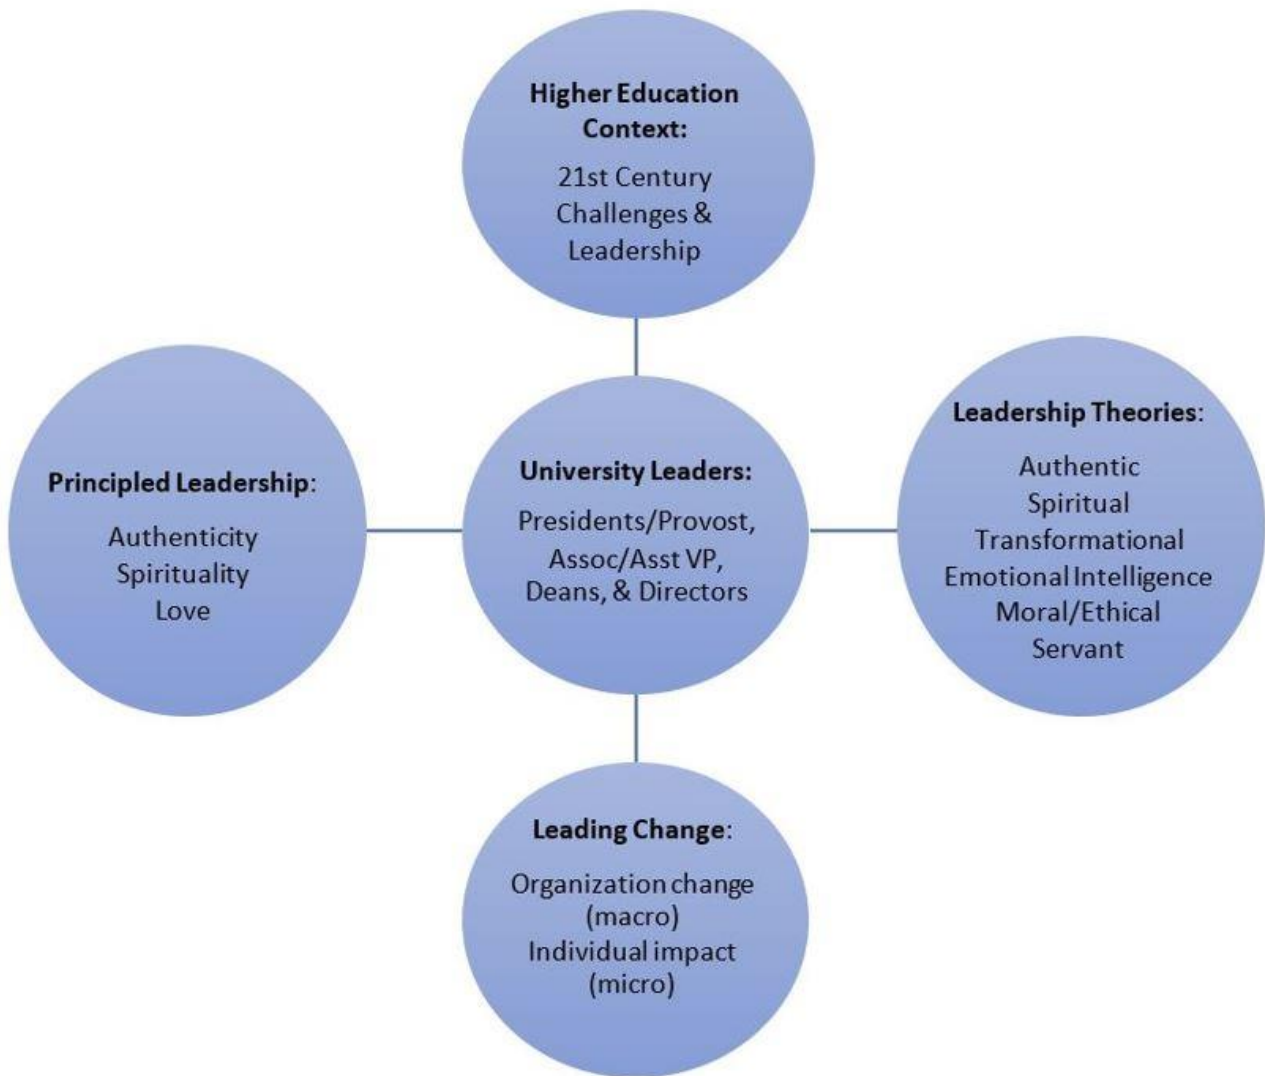 Higher Education
Context:
21st Century
Challenges &
Leadership
Principled Leadership:
Authenticity
Spirituality
Love
University Leaders:
Presidents/Provost,
Assoc/Asst VP,
Deans, & Directors
Leadership Theories:
Authentic
Spiritual
Transformational
Emotional Intelligence
Moral/Ethical
Servant
Leading Change:
Organization change
(macro)
Individual impact
(micro)